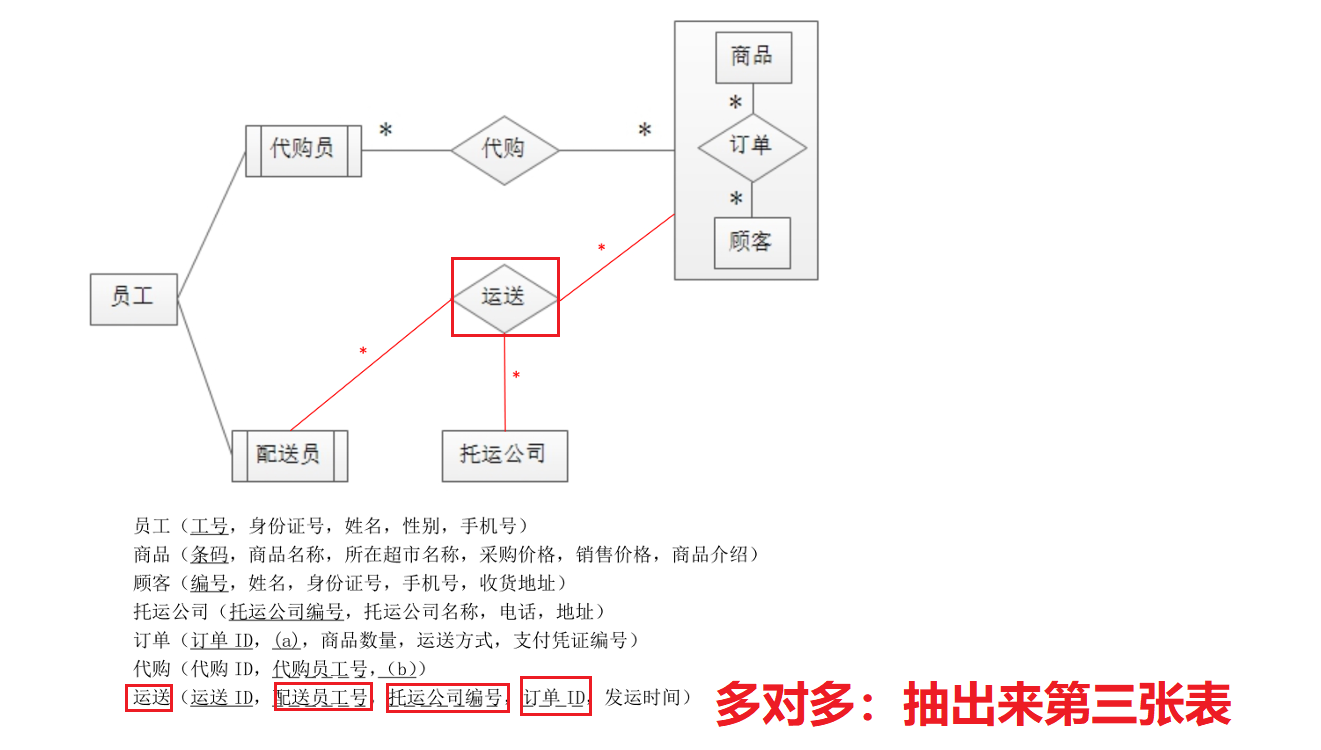 商品
*
订单
*
顾客
代购员
*
代购
*
员工
运送
*
*
*
配送员
托运公司
员工（工号，身份证号，姓名，性别，手机号）
商品（条码，商品名称，所在超市名称，采购价格，销售价格，商品介绍）
顾客（编号，姓名，身份证号，手机号，收货地址）
托运公司（托运公司编号，托运公司名称，电话，地址）
订单（订单 ID，(a)，商品数量，运送方式，支付凭证编号）
代购（代购 ID，代购员工号，(b)）
运送（运送 ID，配送员工号，托运公司编号，订单 ID，发运时间）
多对多：抽出来第三张表